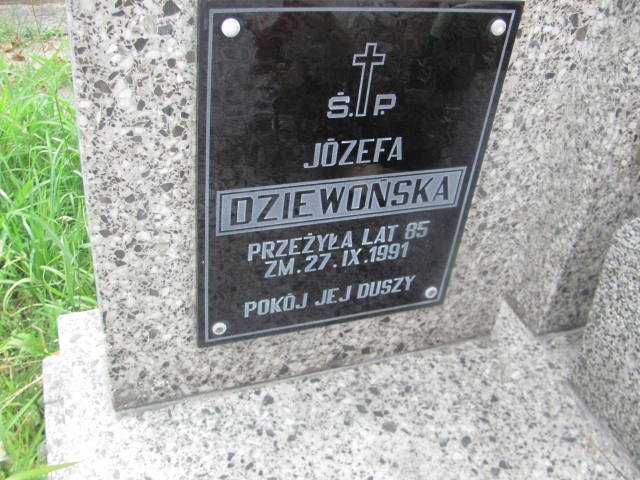 Ś.P.
JÓZEFA
DZIEWOŃSKA
PRZEŻYŁA LAT 85
ZM. 27. IX. 1991
POKÓJ JEJ DUSZY